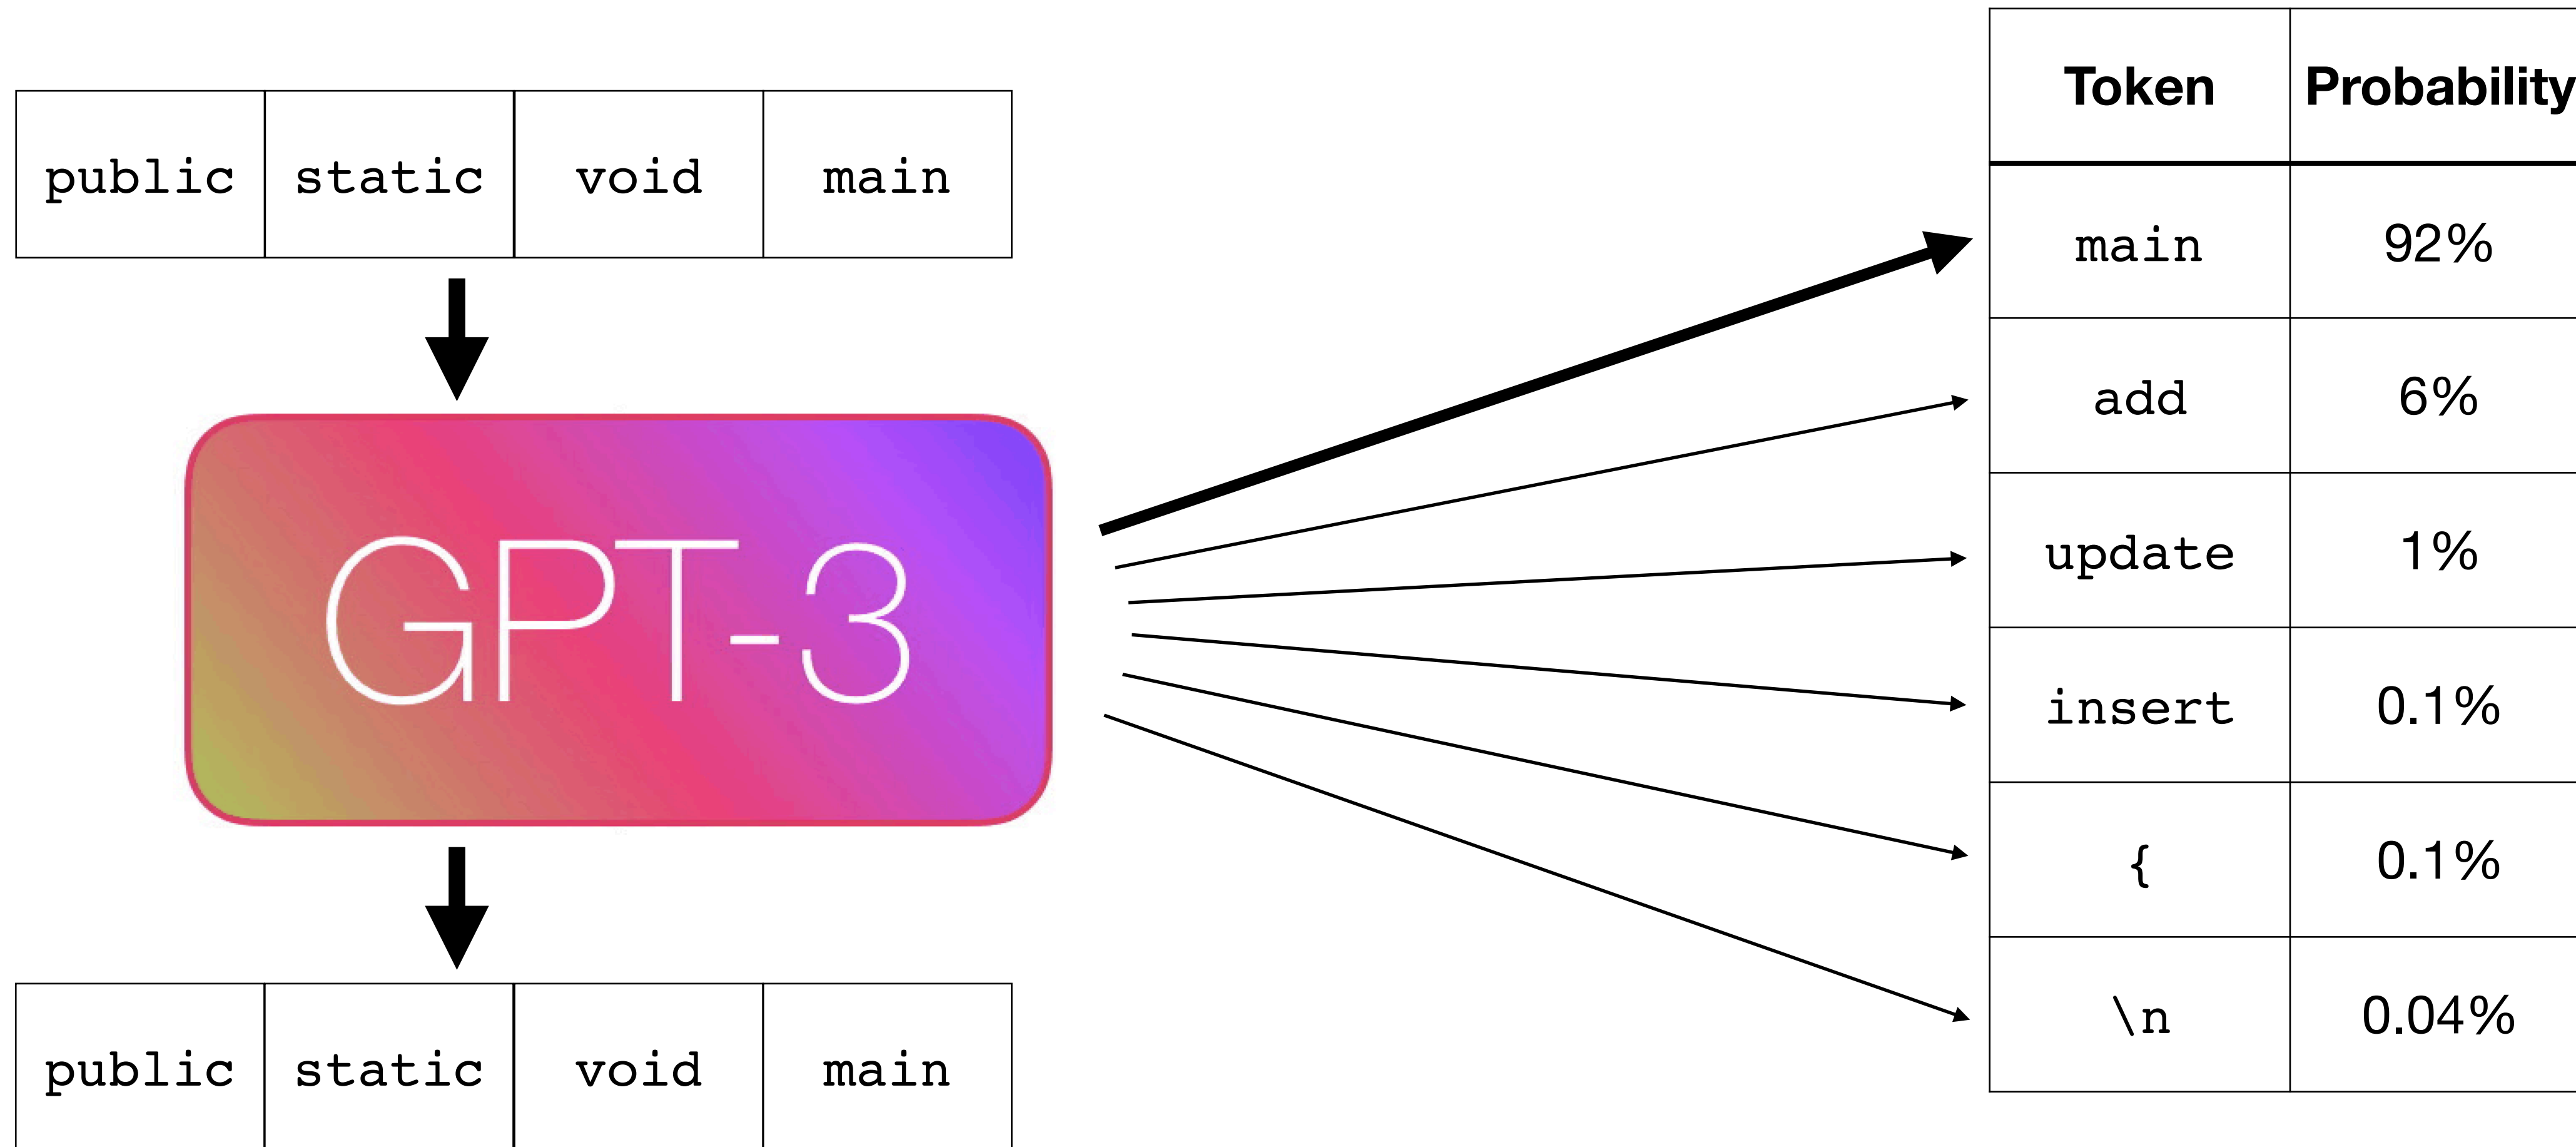 public static void main
GPT-3
public static void main
Token Probability
main 92%
add 6%
update 1%
insert 0.1%
{ 0.1%
\n 0.04%